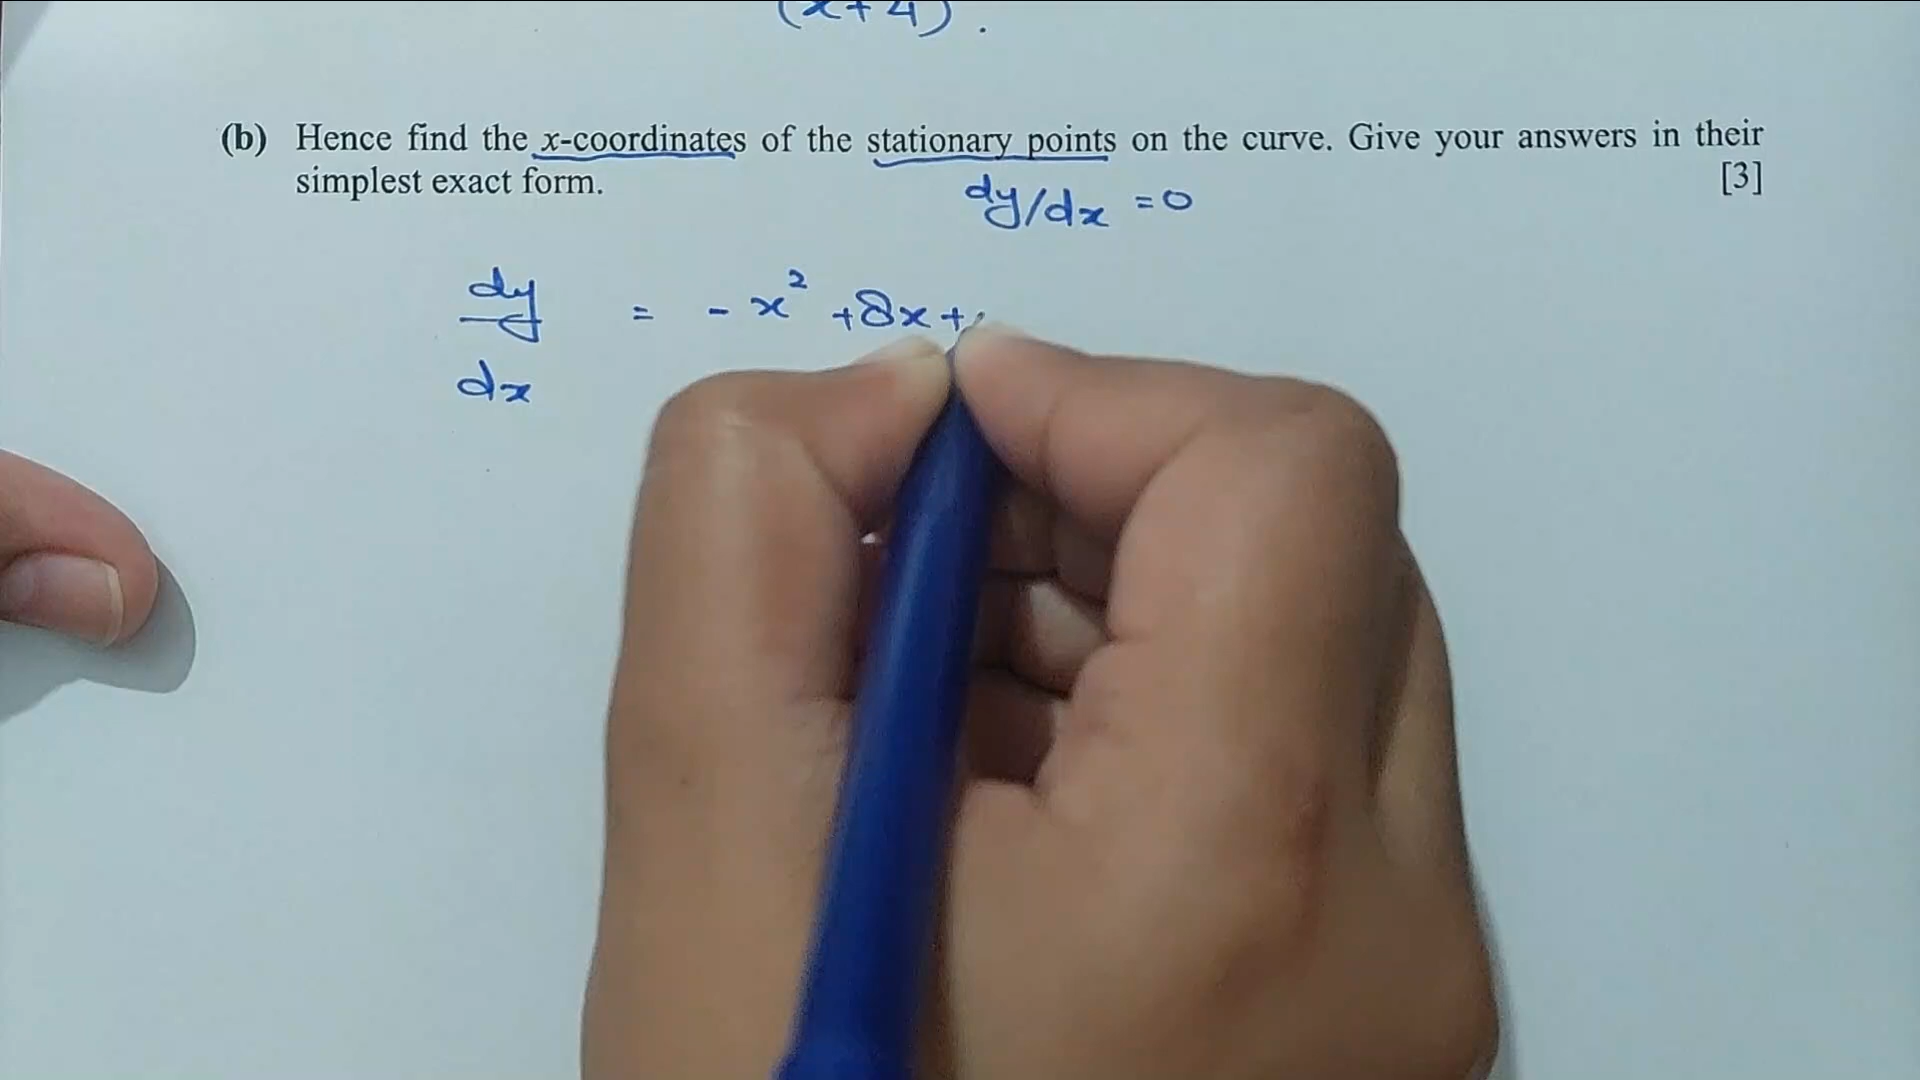 (x+4).
(b) Hence find the x-coordinates of the stationary points on the curve. Give your answers in their
simplest exact form. [3]
dy/dx =0
dy
dx = -x² +8x+